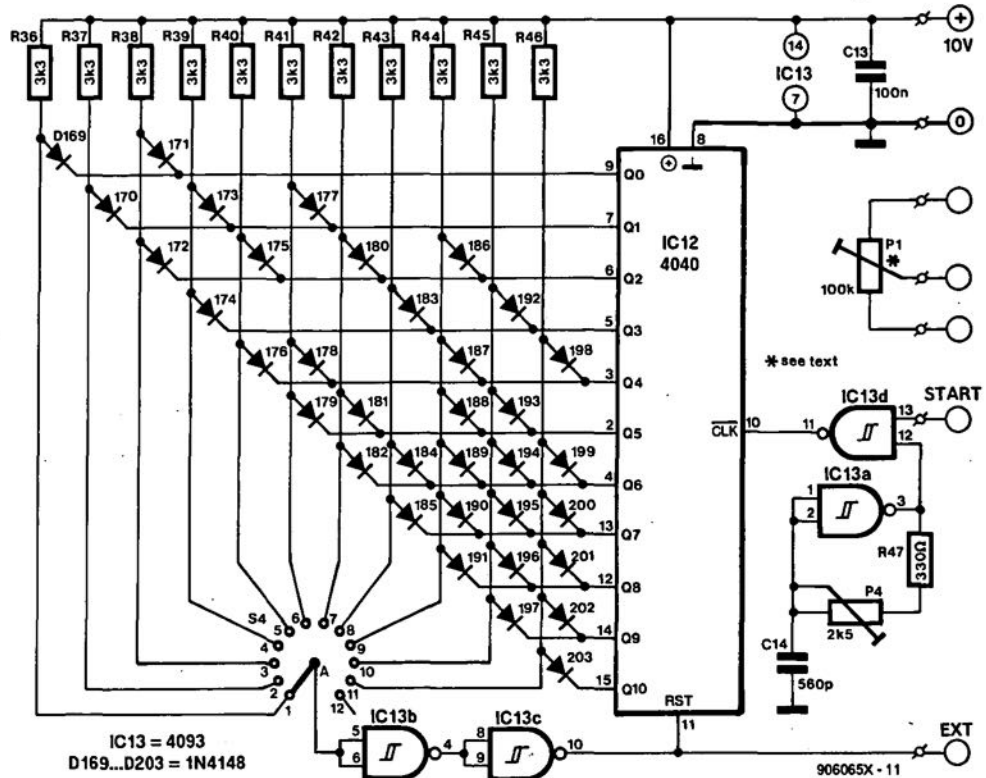 R36 R37 R38 R39 R40 R41 R42 R43 R44 R45 R46
3k3 3k3 3k3 3k3 3k3 3k3 3k3 3k3 3k3 3k3 3k3
+
10V
14
IC13
7
C13
100n
0
D169
171
170
173
177
172
175
180
186
174
183
192
176
178
187
198
179
181
188
193
182
184
189
194
199
185
190
195
200
191
196
201
197
202
203
16
8
+
IC12
4040
9 Q0
7 Q1
6 Q2
5 Q3
3 Q4
2 Q5
4 Q6
13 Q7
12 Q8
14 Q9
15 Q10
CLK 10
RST
11
P1
*
100k
* see text
IC13d
START
11
13
12
IC13a
1
2
3
R47
330Ω
P4
2k5
C14
560p
S4
1
2
3
4
5
6
7
8
9
10
11
12
A
IC13b
5
6
4
IC13c
8
9
10
EXT
IC13 = 4093
D169...D203 = 1N4148
906065X - 11